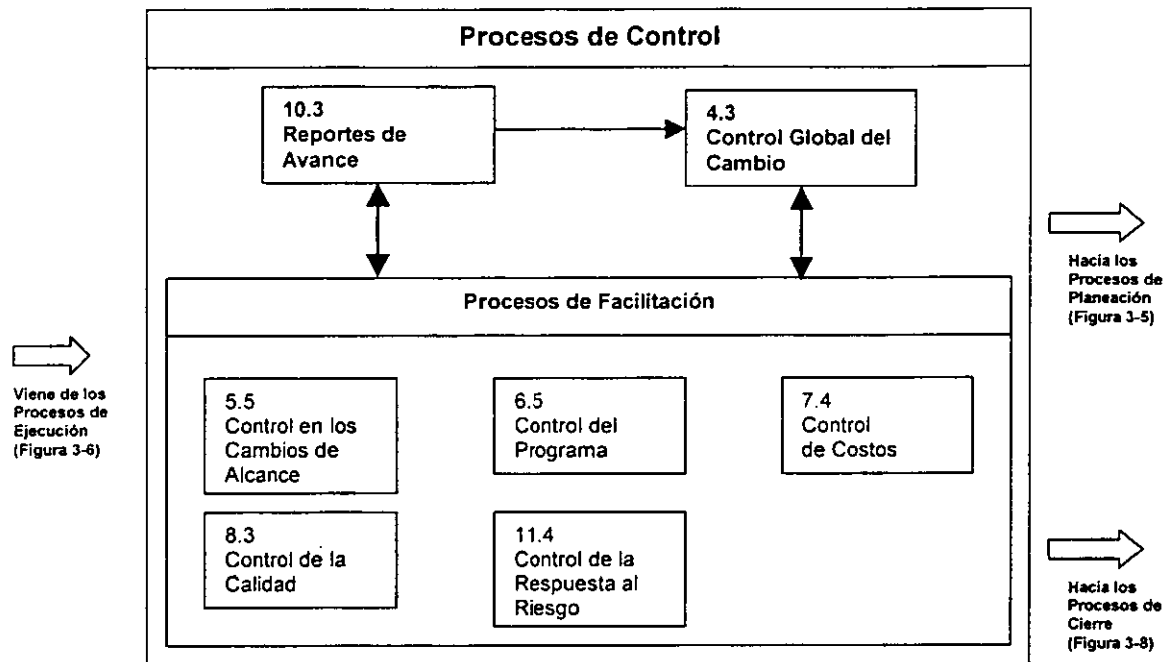 Procesos de Control
10.3
Reportes de
Avance
4.3
Control Global del
Cambio
Hacia los
Procesos de
Planeación
(Figura 3-5)
Procesos de Facilitación
Viene de los
Procesos de
Ejecución
(Figura 3-6)
5.5
Control en los
Cambios de
Alcance
6.5
Control del
Programa
7.4
Control
de Costos
8.3
Control de la
Calidad
11.4
Control de la
Respuesta al
Riesgo
Hacia los
Procesos de
Cierre
(Figura 3-8)